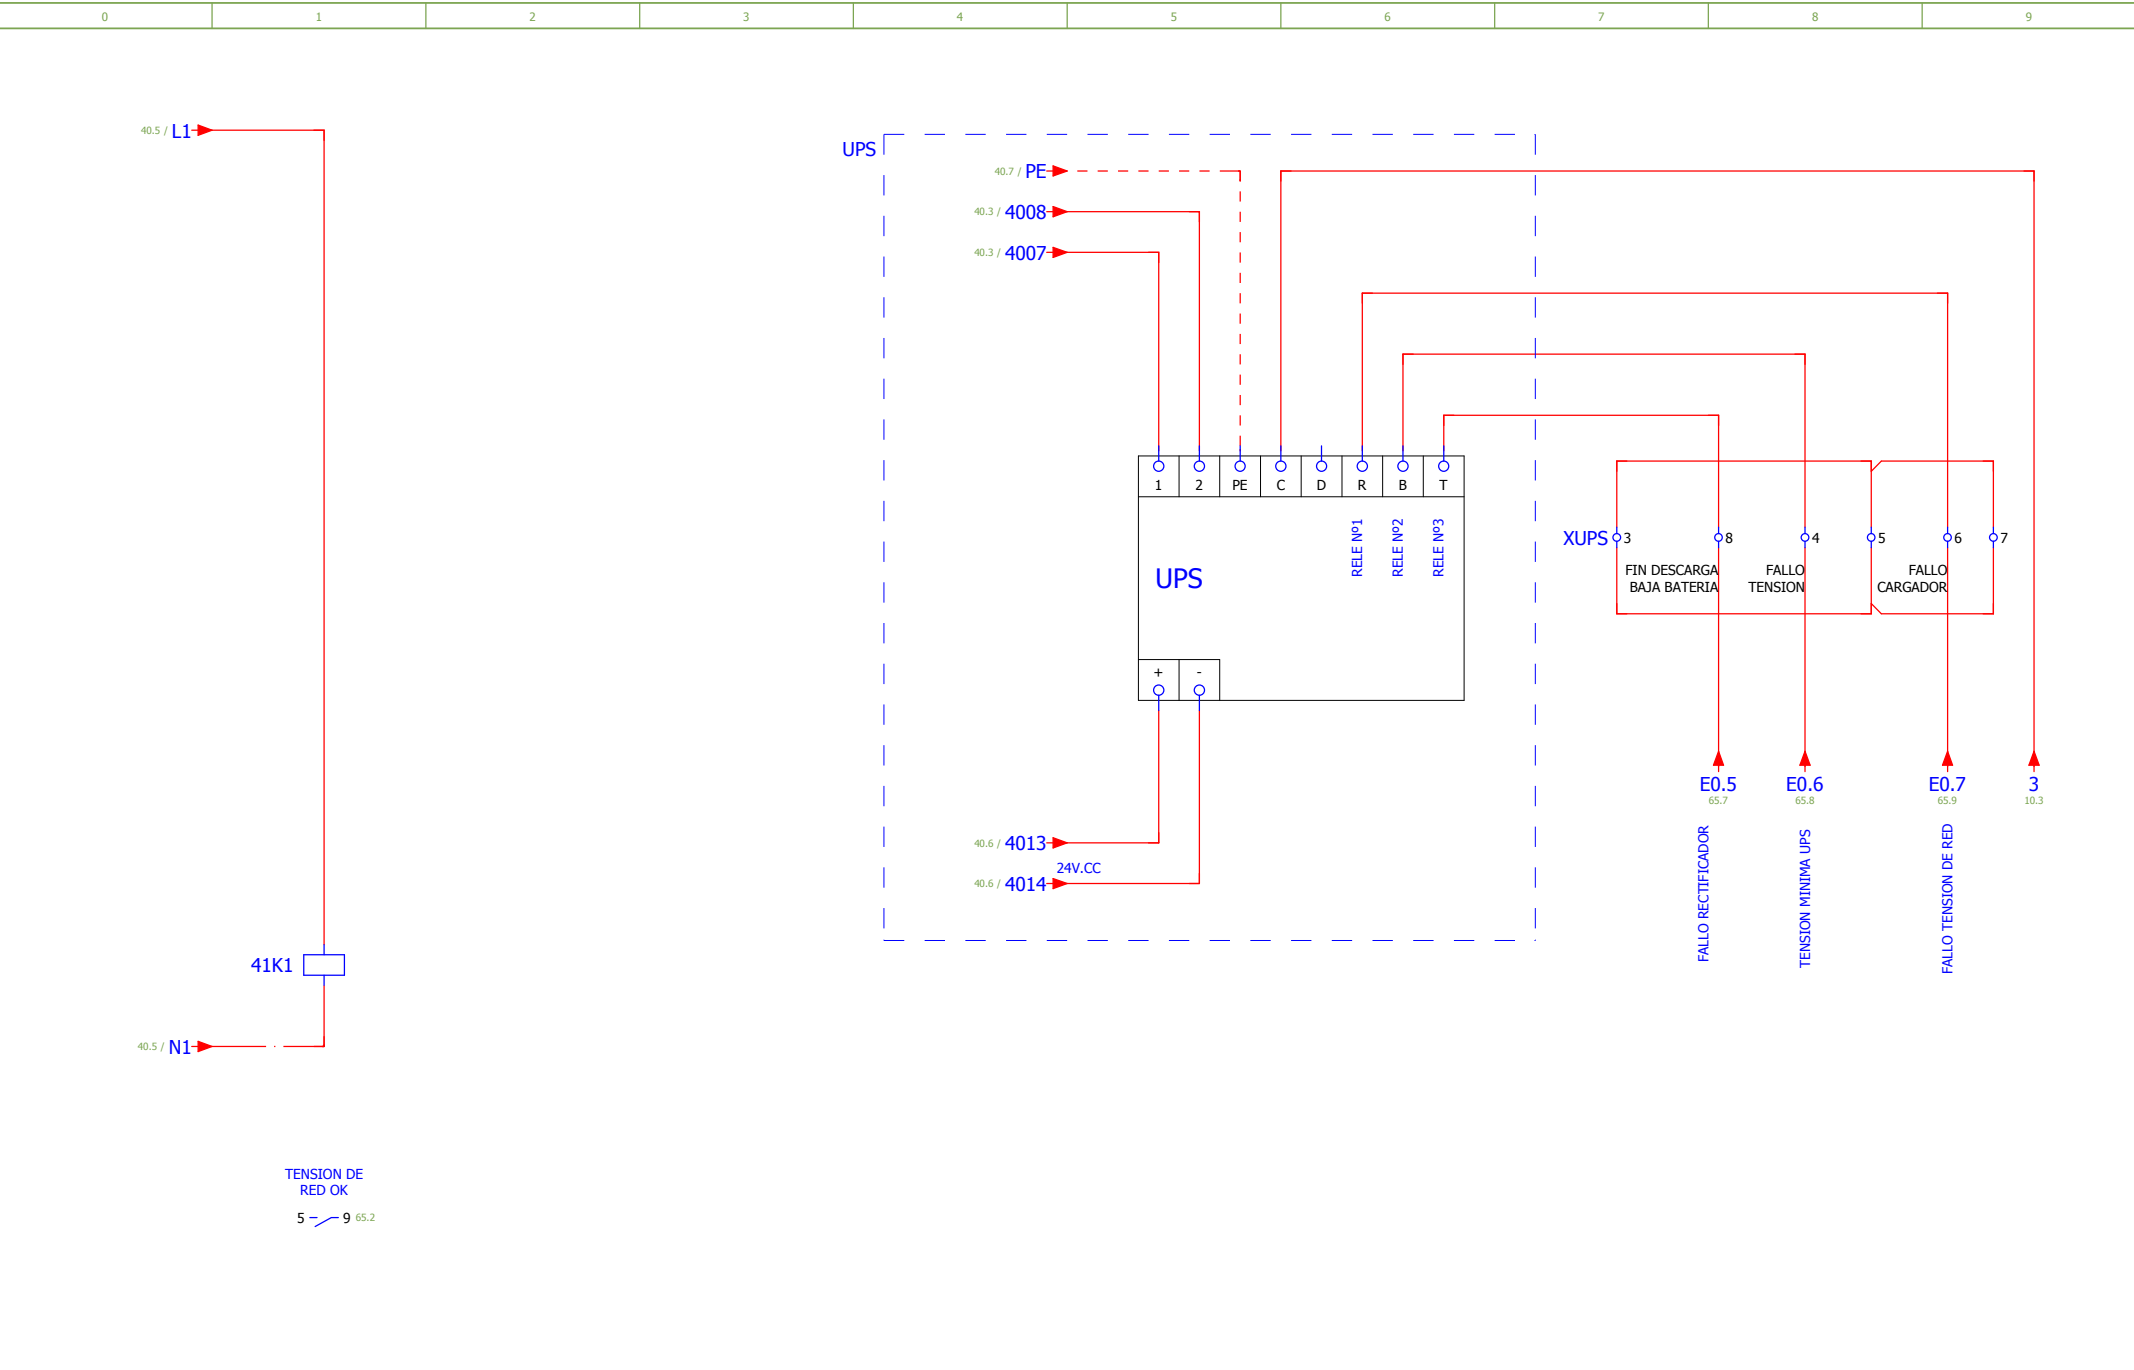 0 1 2 3 4 5 6 7 8 9
40.5 / L1
UPS
40.7 / PE
40.3 / 4008
40.3 / 4007
1 2 PE C D R B T
RELE Nº1
RELE Nº2
RELE Nº3
UPS
+ -
XUPS 3 8 4 5 6 7
FIN DESCARGA
BAJA BATERIA
FALLO
TENSION
FALLO
CARGADOR
E0.5
65.7
E0.6
65.8
E0.7
65.9
3
10.3
FALLO RECTIFICADOR
TENSION MINIMA UPS
FALLO TENSION DE RED
40.6 / 4013
24V.CC
40.6 / 4014
41K1
40.5 / N1
TENSION DE
RED OK
5 9 65.2